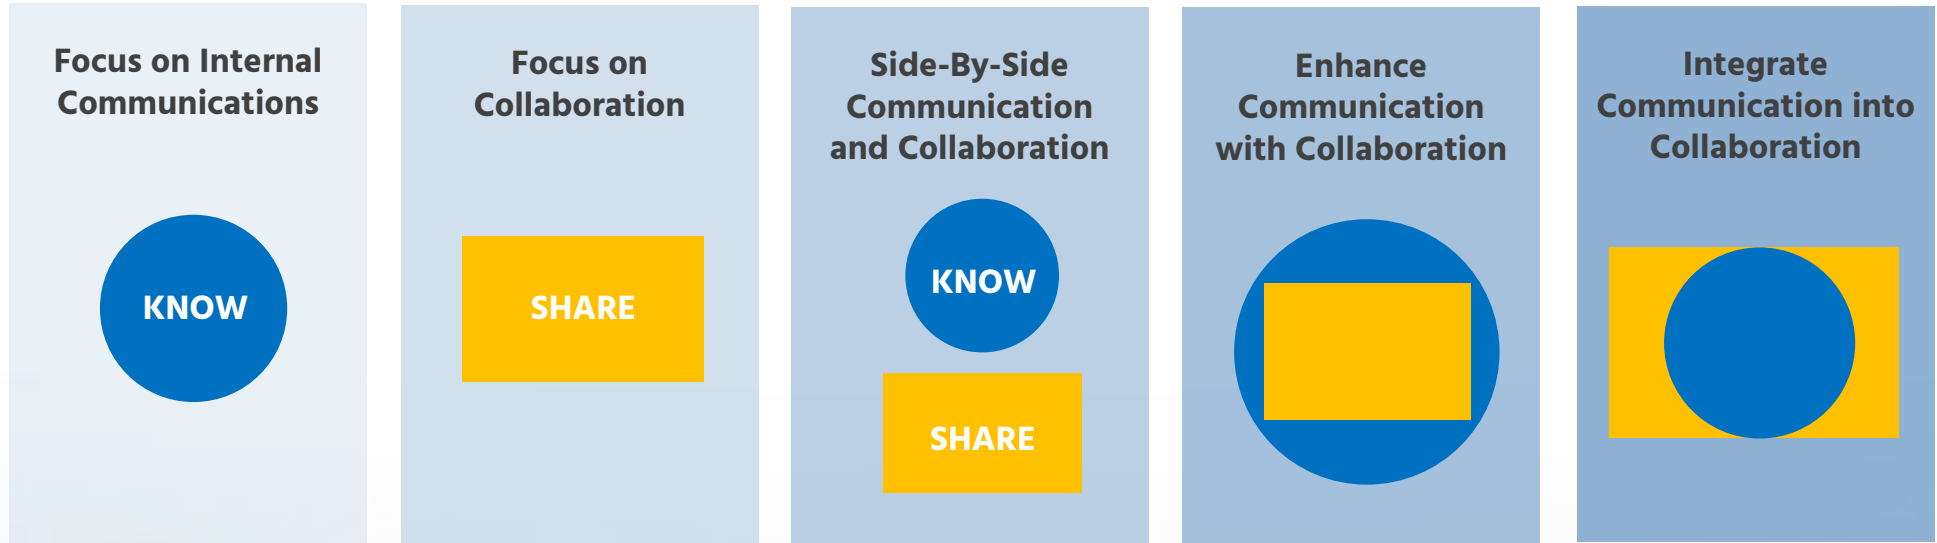 Focus on Internal
Communications
KNOW
Focus on
Collaboration
SHARE
Side-By-Side
Communication
and Collaboration
KNOW
SHARE
Enhance
Communication
with Collaboration
Integrate
Communication into
Collaboration